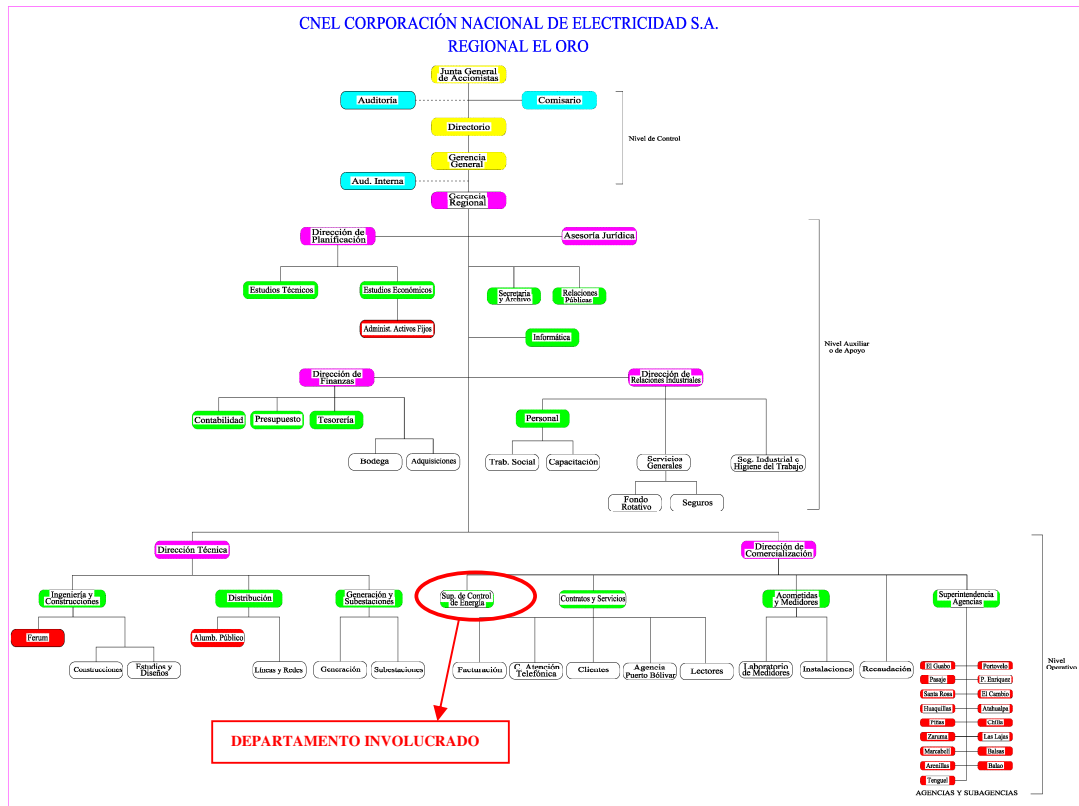 CNEL CORPORACIÓN NACIONAL DE ELECTRICIDAD S.A.
REGIONAL EL ORO
Junta General
de Accionistas
Auditoría
Comisario
Directorio
Nivel de Control
Gerencia
General
Aud. Interna
Gerencia
Regional
Dirección de
Planificación
Asesoría Jurídica
Estudios Técnicos
Estudios Económicos
Secretaria
y Archivo
Relaciones
Públicas
Administ. Activos Fijos
Informática
Nivel Auxiliar
o de Apoyo
Dirección de
Finanzas
Dirección de
Relaciones Industriales
Contabilidad
Presupuesto
Tesorería
Personal
Bodega
Adquisiciones
Trab. Social
Capacitación
Servicios
Generales
Seg. Industrial e
Higiene del Trabajo
Fondo
Rotativo
Seguros
Dirección Técnica
Dirección de
Comercialización
Ingeniería y
Construcciones
Distribución
Generación y
Subestaciones
Sup. de Control
de Energía
Contratos y Servicios
Acometidas
y Medidores
Superintendencia
Agencias
Ferum
Alumb. Público
Construcciones
Estudios y
Diseños
Líneas y Redes
Generación
Subestaciones
Facturación
C. Atención
Telefónica
Clientes
Agencia
Puerto Bólivar
Lectores
Laboratorio
de Medidores
Instalaciones
Recaudación
Nivel
Operativo
El Guabo
Portovelo
Pasaje
P. Enriquez
Santa Rosa
El Cambio
Huaquillas
Atahualpa
Piñas
Chilla
Zaruma
Las Lajas
Marcabelí
Balsas
Arenillas
Balao
Tenguel
AGENCIAS Y SUBAGENCIAS
DEPARTAMENTO INVOLUCRADO